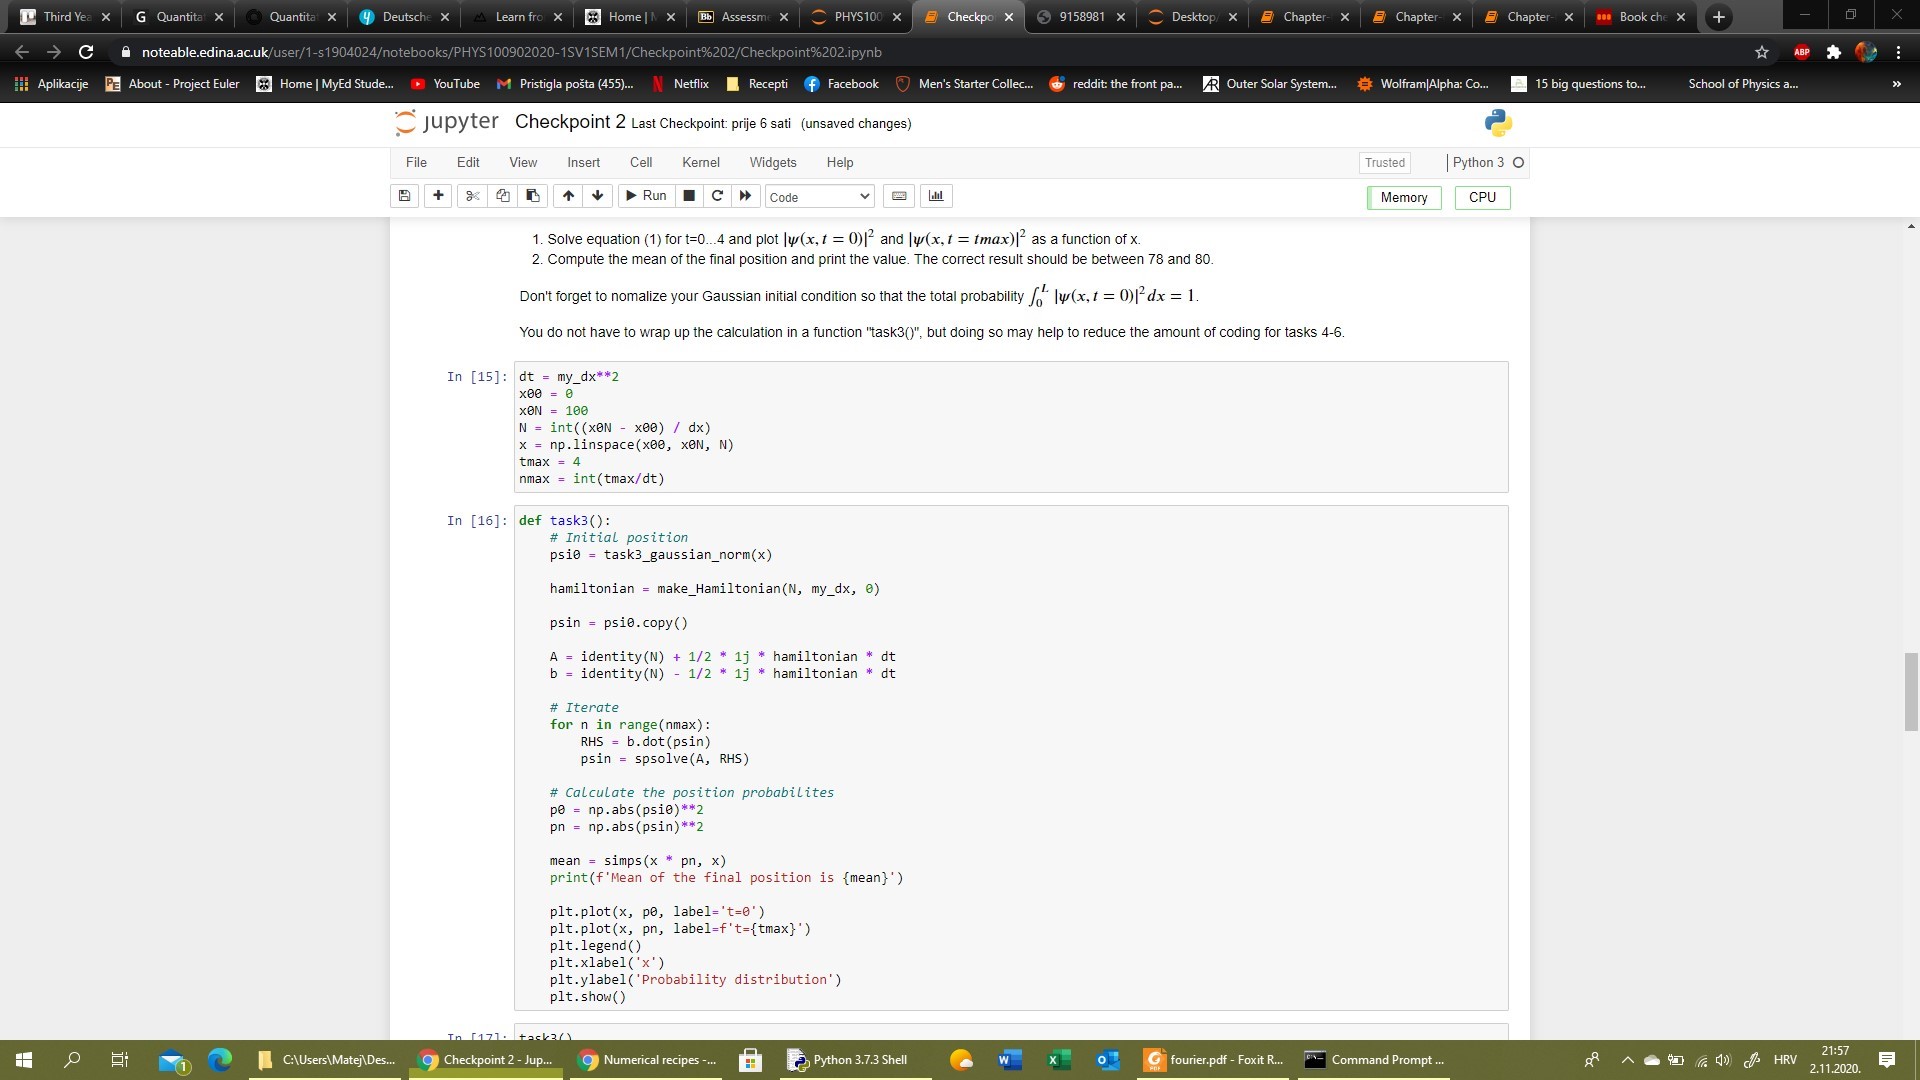 Third Yea
Quantitat
Quantitat
Deutsche
Learn fro
Home | M
Bb Assessme
PHYS100
Checkpoi
9158981
Desktop/
Chapter-
Chapter-
Chapter-
Book che
noteable.edina.ac.uk/user/1-s1904024/notebooks/PHYS100902020-1SV1SEM1/Checkpoint%202/Checkpoint%202.ipynb
ABP
Aplikacije
PE About - Project Euler
Home | MyEd Stude...
YouTube
Pristigla pošta (455)...
Netflix
Recepti
Facebook
Men's Starter Collec...
reddit: the front pa...
Outer Solar System...
Wolfram|Alpha: Co...
15 big questions to...
School of Physics a...
»
jupyter Checkpoint 2 Last Checkpoint: prije 6 sati (unsaved changes)
File Edit View Insert Cell Kernel Widgets Help Trusted Python 3
Run Code Memory CPU
1. Solve equation (1) for t=0...4 and plot |ψ(x, t = 0)|² and |ψ(x, t = tmax)|² as a function of x.
2. Compute the mean of the final position and print the value. The correct result should be between 78 and 80.
Don't forget to nomalize your Gaussian initial condition so that the total probability ∫₀ᴸ |ψ(x, t = 0)|² dx = 1.
You do not have to wrap up the calculation in a function "task3()", but doing so may help to reduce the amount of coding for tasks 4-6.
In [15]: dt = my_dx**2
x00 = 0
x0N = 100
N = int((x0N - x00) / dx)
x = np.linspace(x00, x0N, N)
tmax = 4
nmax = int(tmax/dt)
In [16]: def task3():
# Initial position
psi0 = task3_gaussian_norm(x)
hamiltonian = make_Hamiltonian(N, my_dx, 0)
psin = psi0.copy()
A = identity(N) + 1/2 * 1j * hamiltonian * dt
b = identity(N) - 1/2 * 1j * hamiltonian * dt
# Iterate
for n in range(nmax):
RHS = b.dot(psin)
psin = spsolve(A, RHS)
# Calculate the position probabilites
p0 = np.abs(psi0)**2
pn = np.abs(psin)**2
mean = simps(x * pn, x)
print(f'Mean of the final position is {mean}')
plt.plot(x, p0, label='t=0')
plt.plot(x, pn, label=f't={tmax}')
plt.legend()
plt.xlabel('x')
plt.ylabel('Probability distribution')
plt.show()
In [17]: task3()
1
C:\Users\Matej\Des...
Checkpoint 2 - Jup...
Numerical recipes -...
Python 3.7.3 Shell
fourier.pdf - Foxit R...
Command Prompt ...
HRV
21:57
2.11.2020.